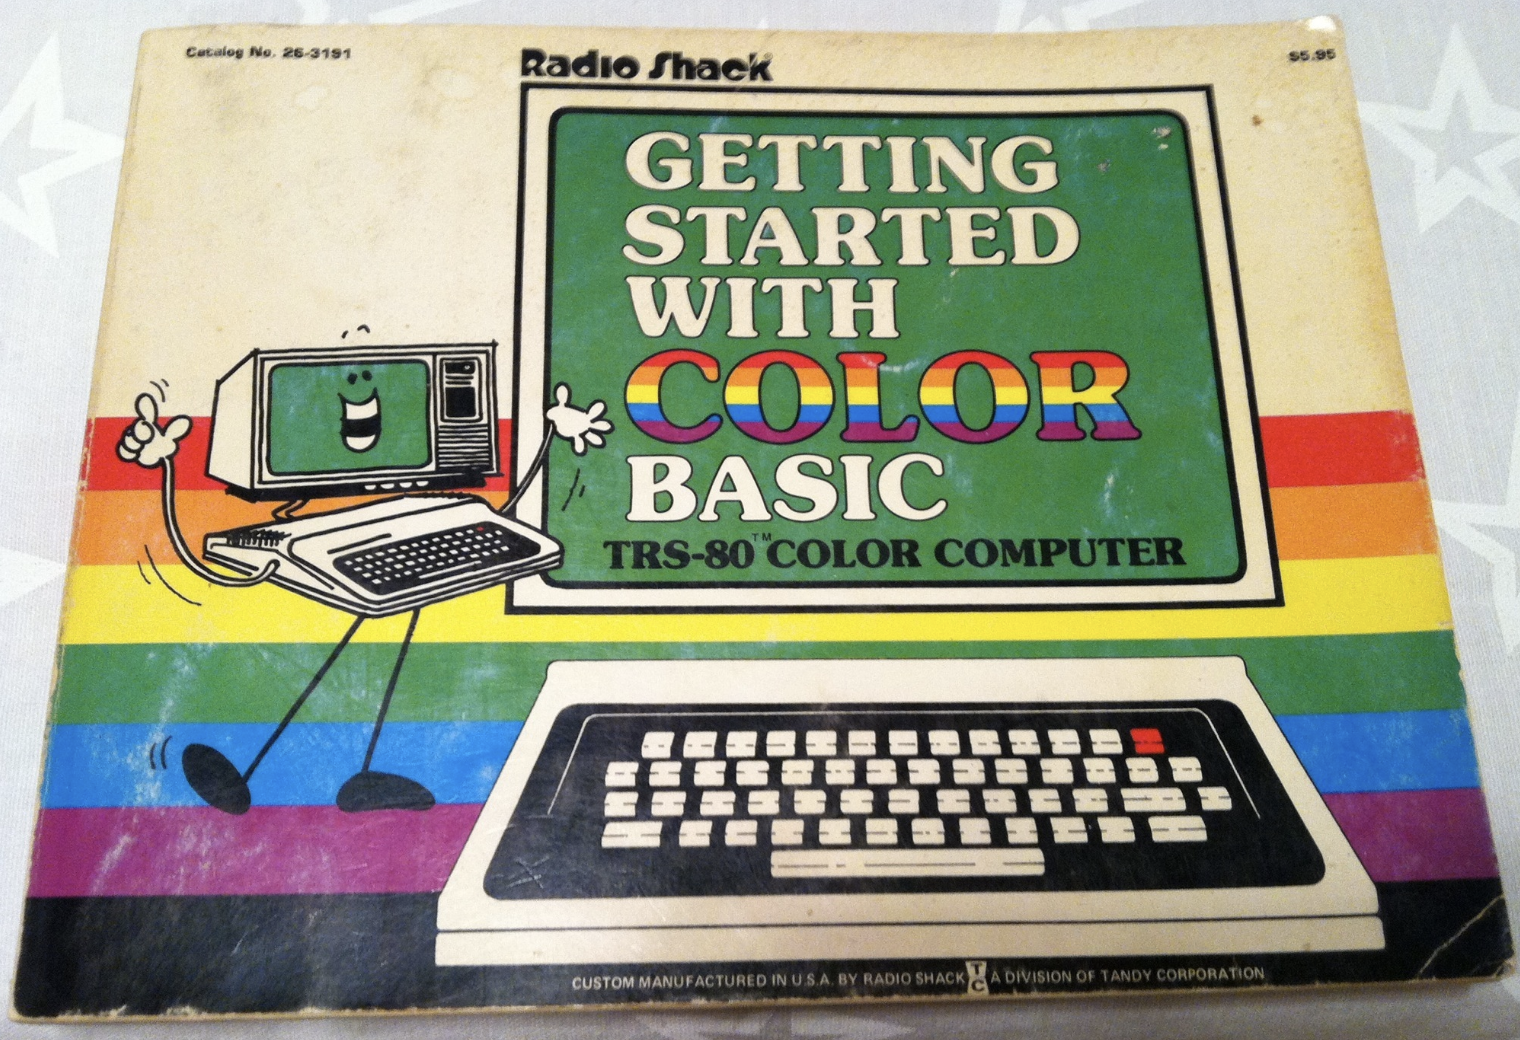 Catalog No. 26-3191
Radio Shack®
$5.95
GETTING
STARTED
WITH
COLOR
BASIC
TRS-80™ COLOR COMPUTER
CUSTOM MANUFACTURED IN U.S.A. BY RADIO SHACK TC A DIVISION OF TANDY CORPORATION